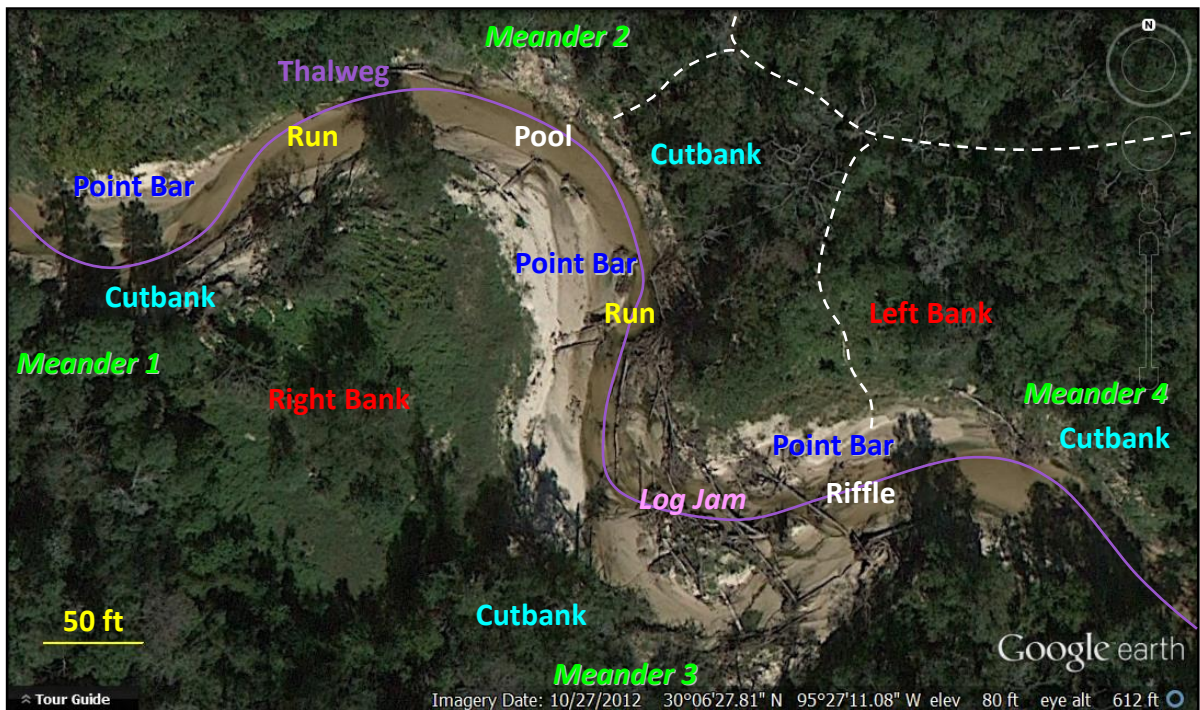 N
Meander 2
Thalweg
Run
Pool
Cutbank
Point Bar
Point Bar
Cutbank
Run
Left Bank
Meander 1
Right Bank
Meander 4
Cutbank
Point Bar
Riffle
Log Jam
Cutbank
50 ft
Meander 3
Google earth
Tour Guide
Imagery Date: 10/27/2012 30°06'27.81" N 95°27'11.08" W elev 80 ft eye alt 612 ft